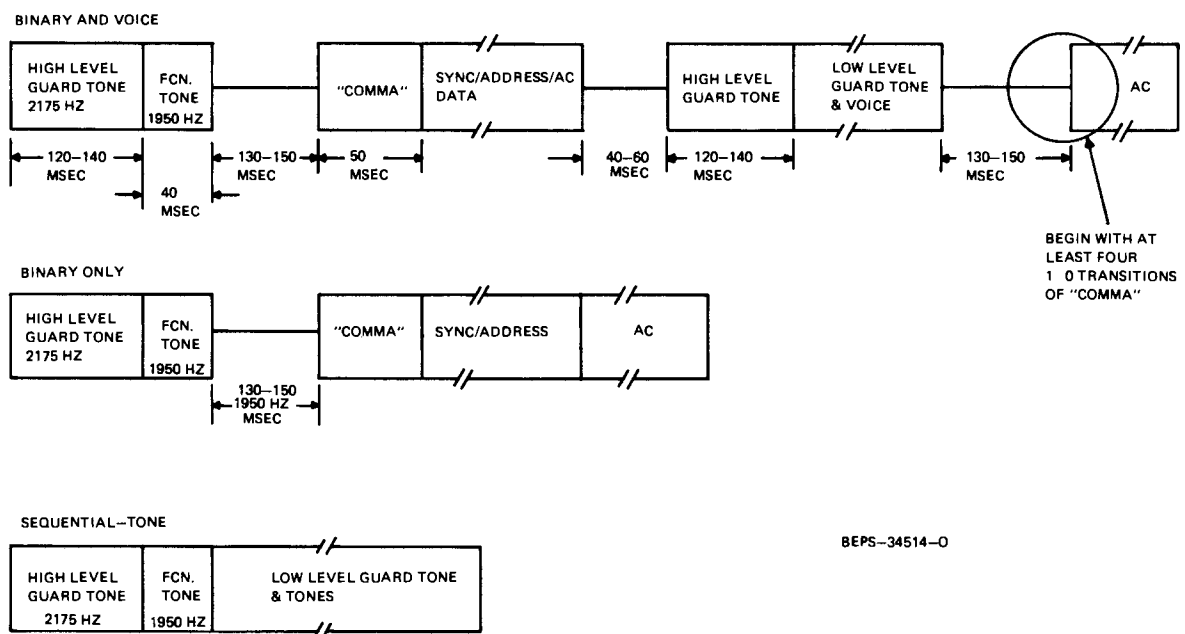 BINARY AND VOICE
HIGH LEVEL
GUARD TONE
2175 HZ
FCN.
TONE
1950 HZ
"COMMA"
SYNC/ADDRESS/AC
DATA
HIGH LEVEL
GUARD TONE
LOW LEVEL
GUARD TONE
& VOICE
AC
120–140
MSEC
40
MSEC
130–150
MSEC
50
MSEC
40–60
MSEC
120–140
MSEC
130–150
MSEC
BEGIN WITH AT
LEAST FOUR
1 0 TRANSITIONS
OF "COMMA"
BINARY ONLY
HIGH LEVEL
GUARD TONE
2175 HZ
FCN.
TONE
1950 HZ
"COMMA"
SYNC/ADDRESS
AC
130–150
1950 HZ
MSEC
SEQUENTIAL–TONE
HIGH LEVEL
GUARD TONE
2175 HZ
FCN.
TONE
1950 HZ
LOW LEVEL GUARD TONE
& TONES
BEPS–34514–O